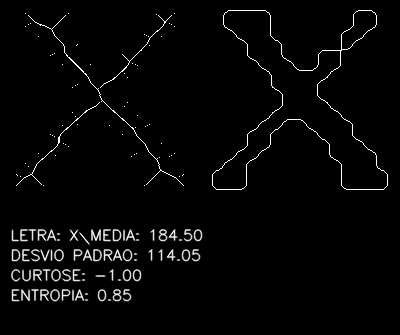 LETRA: X\MEDIA: 184.50
DESVIO PADRAO: 114.05
CURTOSE: -1.00
ENTROPIA: 0.85